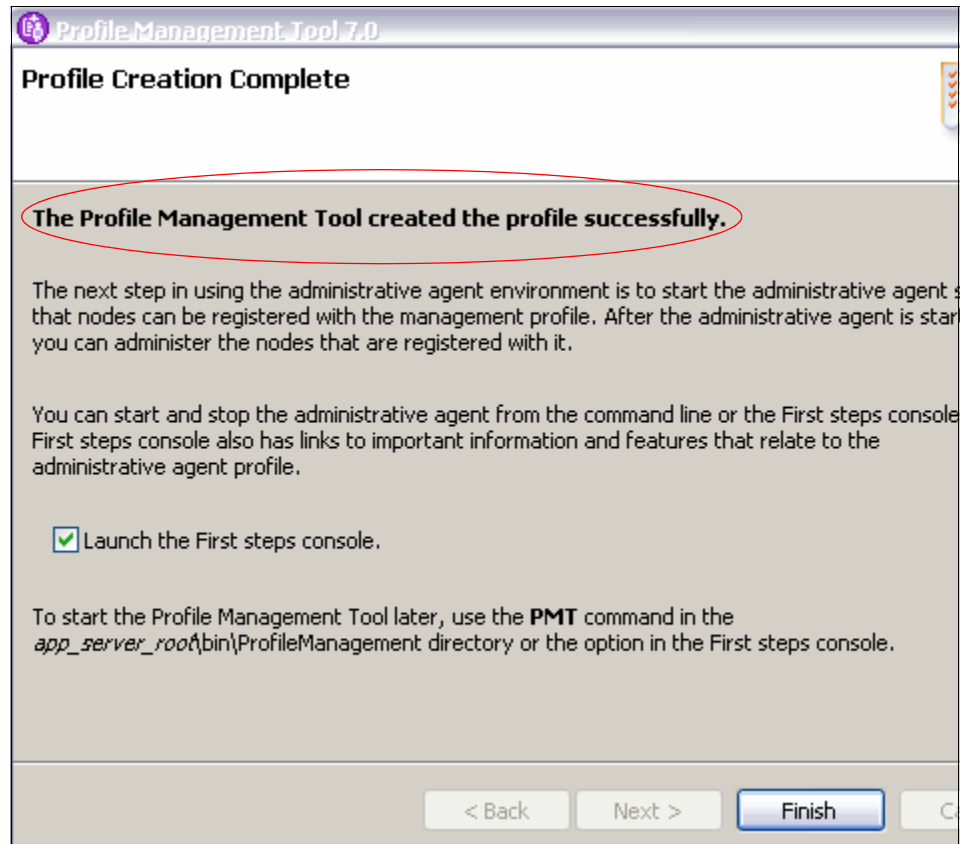 Profile Management Tool 7.0
Profile Creation Complete
The Profile Management Tool created the profile successfully.
The next step in using the administrative agent environment is to start the administrative agent
that nodes can be registered with the management profile. After the administrative agent is
you can administer the nodes that are registered with it.
You can start and stop the administrative agent from the command line or the First steps console
First steps console also has links to important information and features that relate to the
administrative agent profile.
Launch the First steps console.
To start the Profile Management Tool later, use the PMT command in the
app_server_root\bin\ProfileManagement directory or the option in the First steps console.
< Back Next > Finish